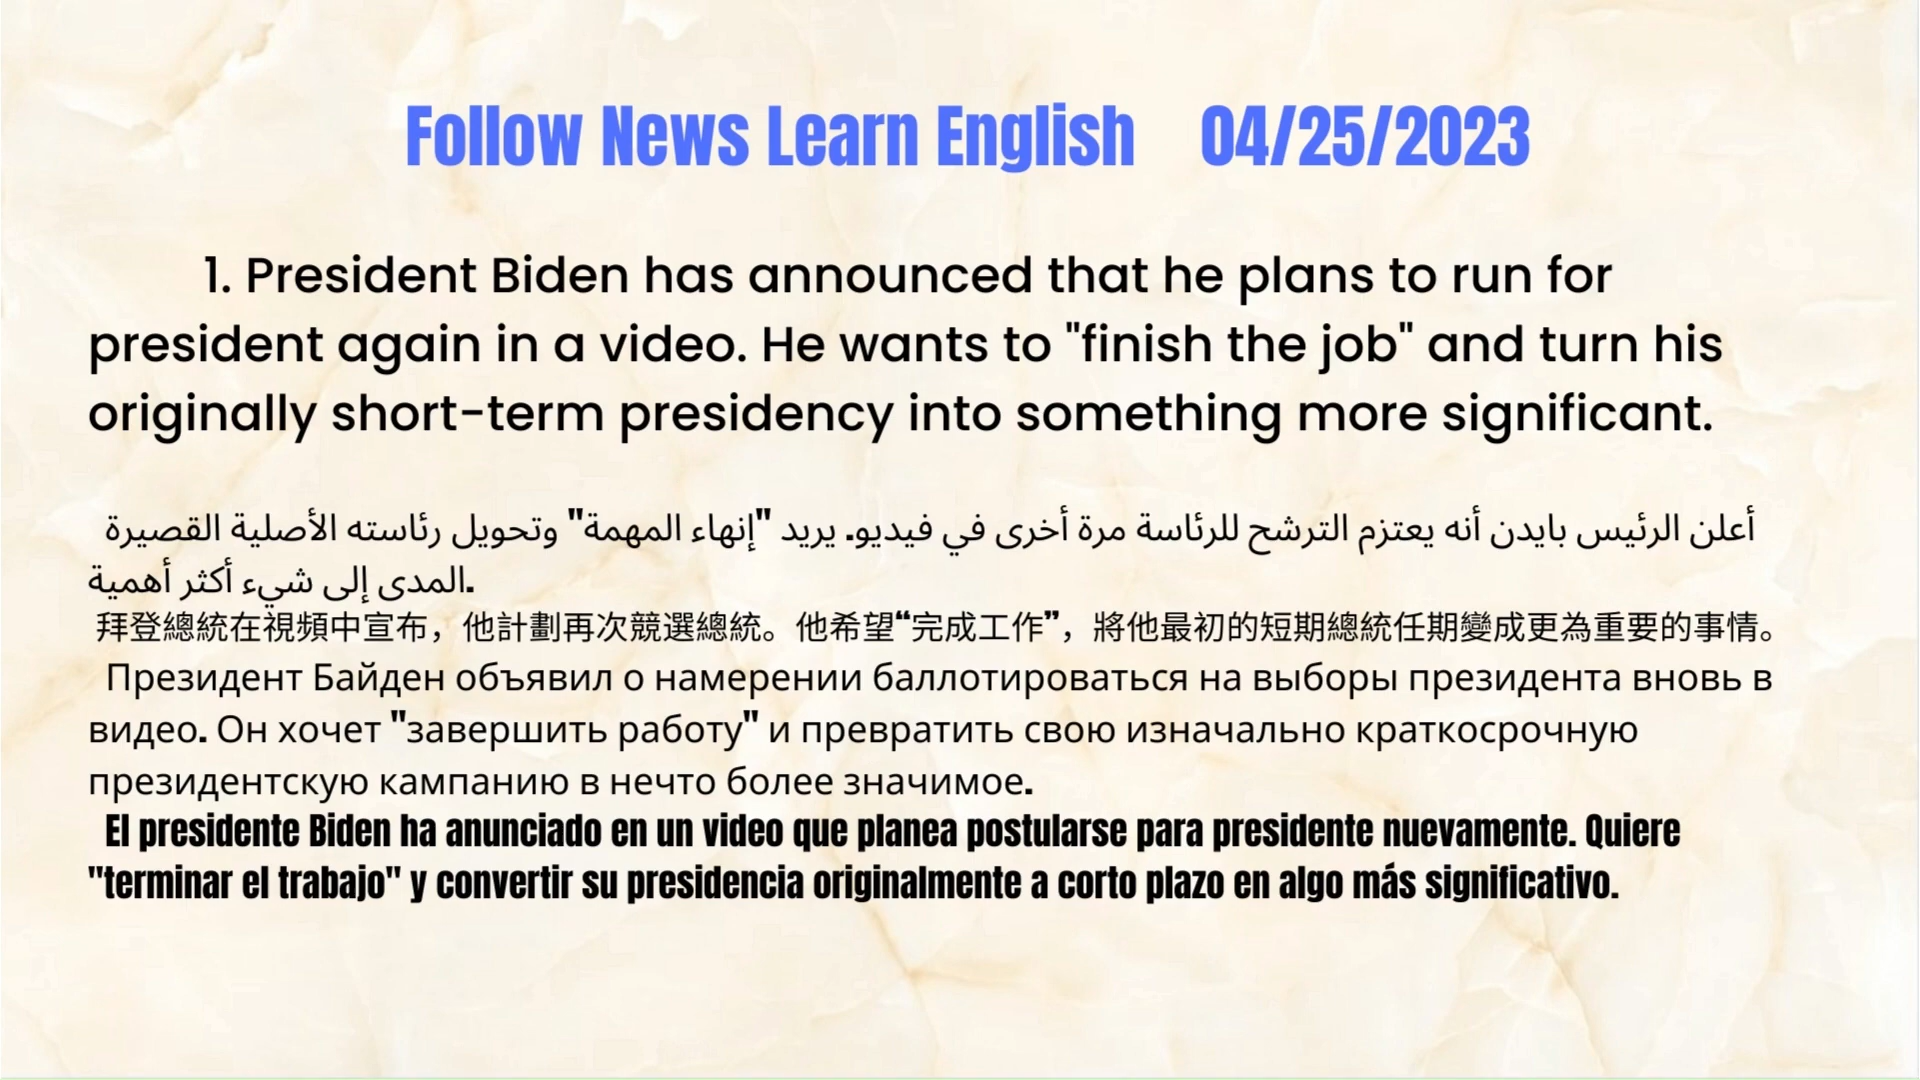 Follow News Learn English 04/25/2023
1. President Biden has announced that he plans to run for
president again in a video. He wants to "finish the job" and turn his
originally short-term presidency into something more significant.
أعلن الرئيس بايدن أنه يعتزم الترشح للرئاسة مرة أخرى في فيديو. يريد "إنهاء المهمة" وتحويل رئاسته الأصلية القصيرة
المدى إلى شيء أكثر أهمية.
拜登總統在視頻中宣布，他計劃再次競選總統。他希望“完成工作”，將他最初的短期總統任期變成更為重要的事情。
Президент Байден объявил о намерении баллотироваться на выборы президента вновь в
видео. Он хочет "завершить работу" и превратить свою изначально краткосрочную
президентскую кампанию в нечто более значимое.
El presidente Biden ha anunciado en un video que planea postularse para presidente nuevamente. Quiere
"terminar el trabajo" y convertir su presidencia originalmente a corto plazo en algo más significativo.